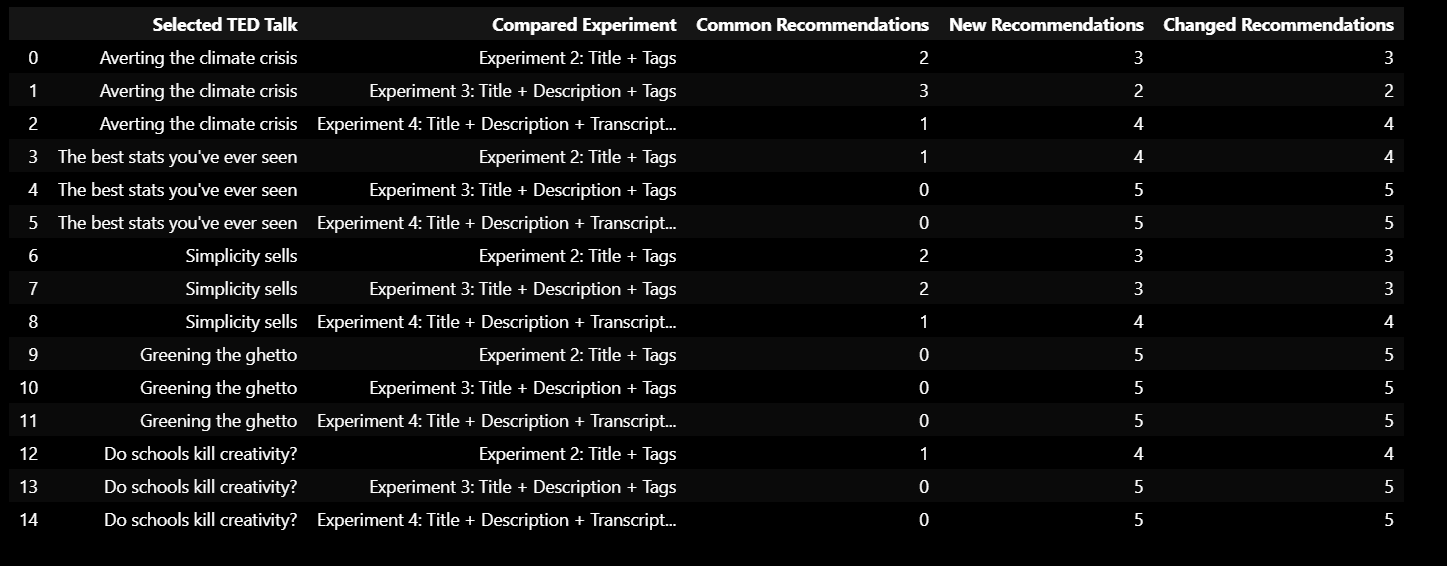 Selected TED Talk Compared Experiment Common Recommendations New Recommendations Changed Recommendations
0 Averting the climate crisis Experiment 2: Title + Tags 2 3 3
1 Averting the climate crisis Experiment 3: Title + Description + Tags 3 2 2
2 Averting the climate crisis Experiment 4: Title + Description + Transcript... 1 4 4
3 The best stats you've ever seen Experiment 2: Title + Tags 1 4 4
4 The best stats you've ever seen Experiment 3: Title + Description + Tags 0 5 5
5 The best stats you've ever seen Experiment 4: Title + Description + Transcript... 0 5 5
6 Simplicity sells Experiment 2: Title + Tags 2 3 3
7 Simplicity sells Experiment 3: Title + Description + Tags 2 3 3
8 Simplicity sells Experiment 4: Title + Description + Transcript... 1 4 4
9 Greening the ghetto Experiment 2: Title + Tags 0 5 5
10 Greening the ghetto Experiment 3: Title + Description + Tags 0 5 5
11 Greening the ghetto Experiment 4: Title + Description + Transcript... 0 5 5
12 Do schools kill creativity? Experiment 2: Title + Tags 1 4 4
13 Do schools kill creativity? Experiment 3: Title + Description + Tags 0 5 5
14 Do schools kill creativity? Experiment 4: Title + Description + Transcript... 0 5 5